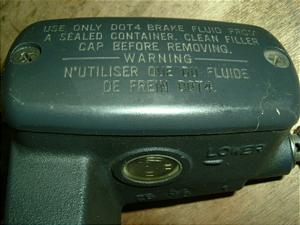 USE ONLY DOT4 BRAKE FLUID FROM
A SEALED CONTAINER. CLEAN FILLER
CAP BEFORE REMOVING.
WARNING
N'UTILISER QUE DU FLUIDE
DE FREIN DOT4.
LOWER